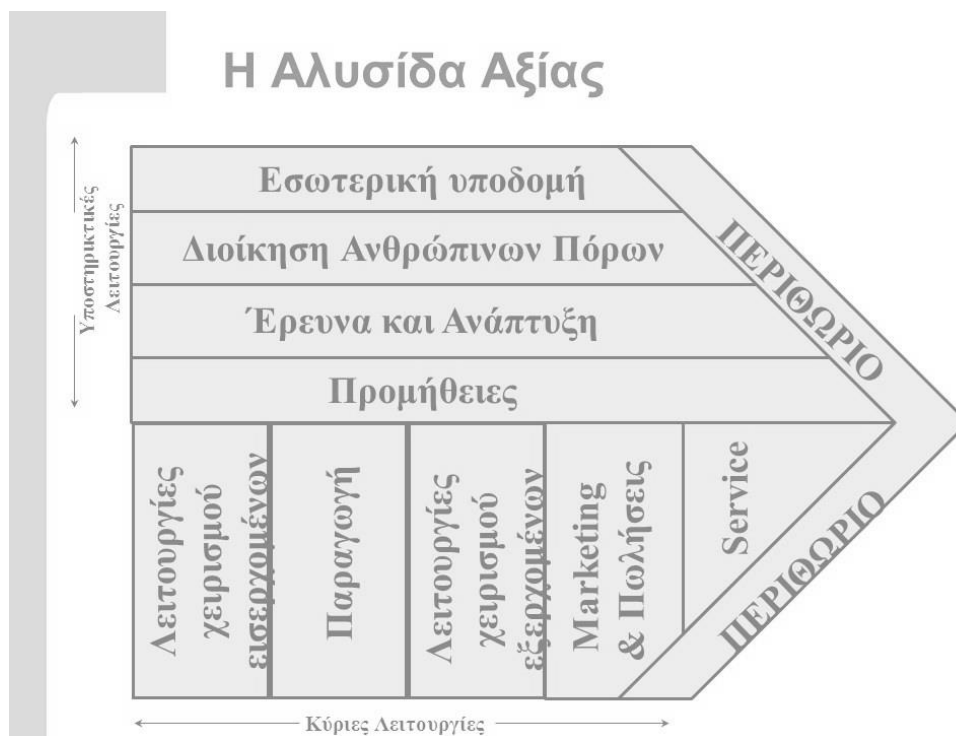 Η Αλυσίδα Αξίας
Υποστηρικτικές
Λειτουργίες
Εσωτερική υποδομή
Διοίκηση Ανθρώπινων Πόρων
Έρευνα και Ανάπτυξη
Προμήθειες
ΠΕΡΙΘΩΡΙΟ
Λειτουργίες
χειρισμού
εισερχομένων
Παραγωγή
Λειτουργίες
χειρισμού
εξερχομένων
Marketing
& Πωλήσεις
Service
ΠΕΡΙΘΩΡΙΟ
Κύριες Λειτουργίες